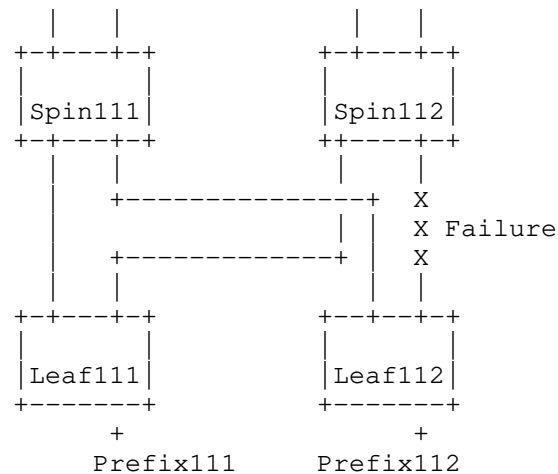 Spin111 Spin112
X
X Failure
X
Leaf111 Leaf112
Prefix111 Prefix112